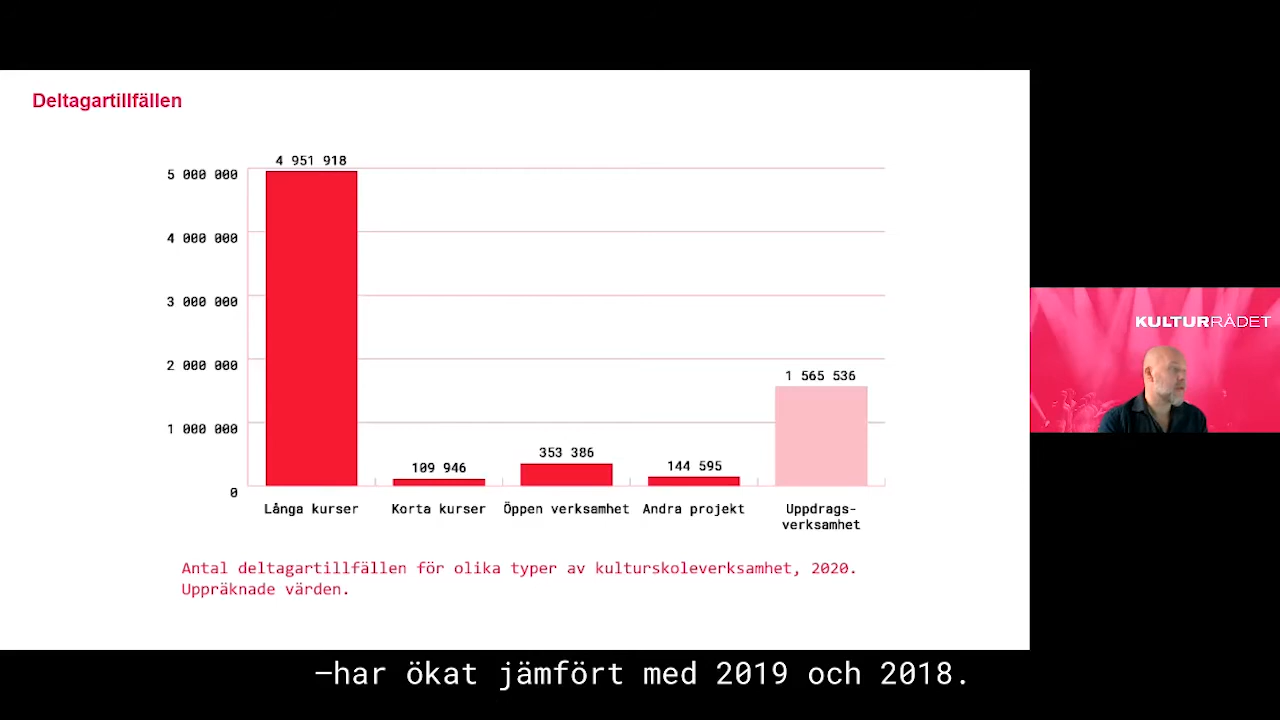 Deltagartillfällen
4 951 918
5 000 000
4 000 000
3 000 000
2 000 000
1 565 536
1 000 000
353 386
109 946
144 595
0
Långa kurser
Korta kurser
Öppen verksamhet
Andra projekt
Uppdrags-
verksamhet
Antal deltagartillfällen för olika typer av kulturskoleverksamhet, 2020.
Uppräknade värden.
KULTURRÅDET
–har ökat jämfört med 2019 och 2018.